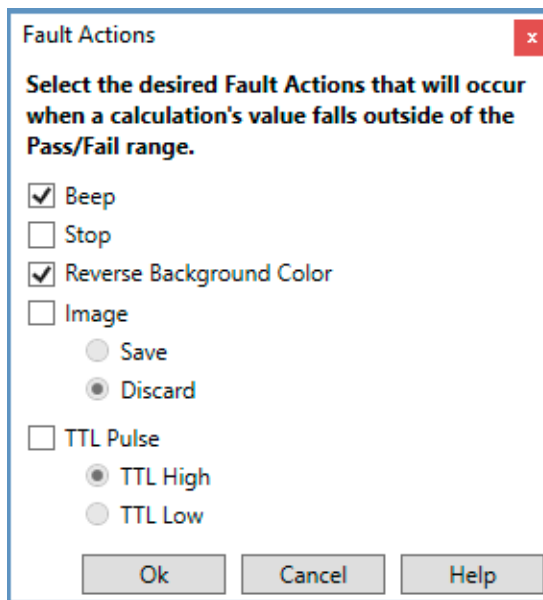 Fault Actions
x
Select the desired Fault Actions that will occur
when a calculation's value falls outside of the
Pass/Fail range.
Beep
Stop
Reverse Background Color
Image
Save
Discard
TTL Pulse
TTL High
TTL Low
Ok Cancel Help